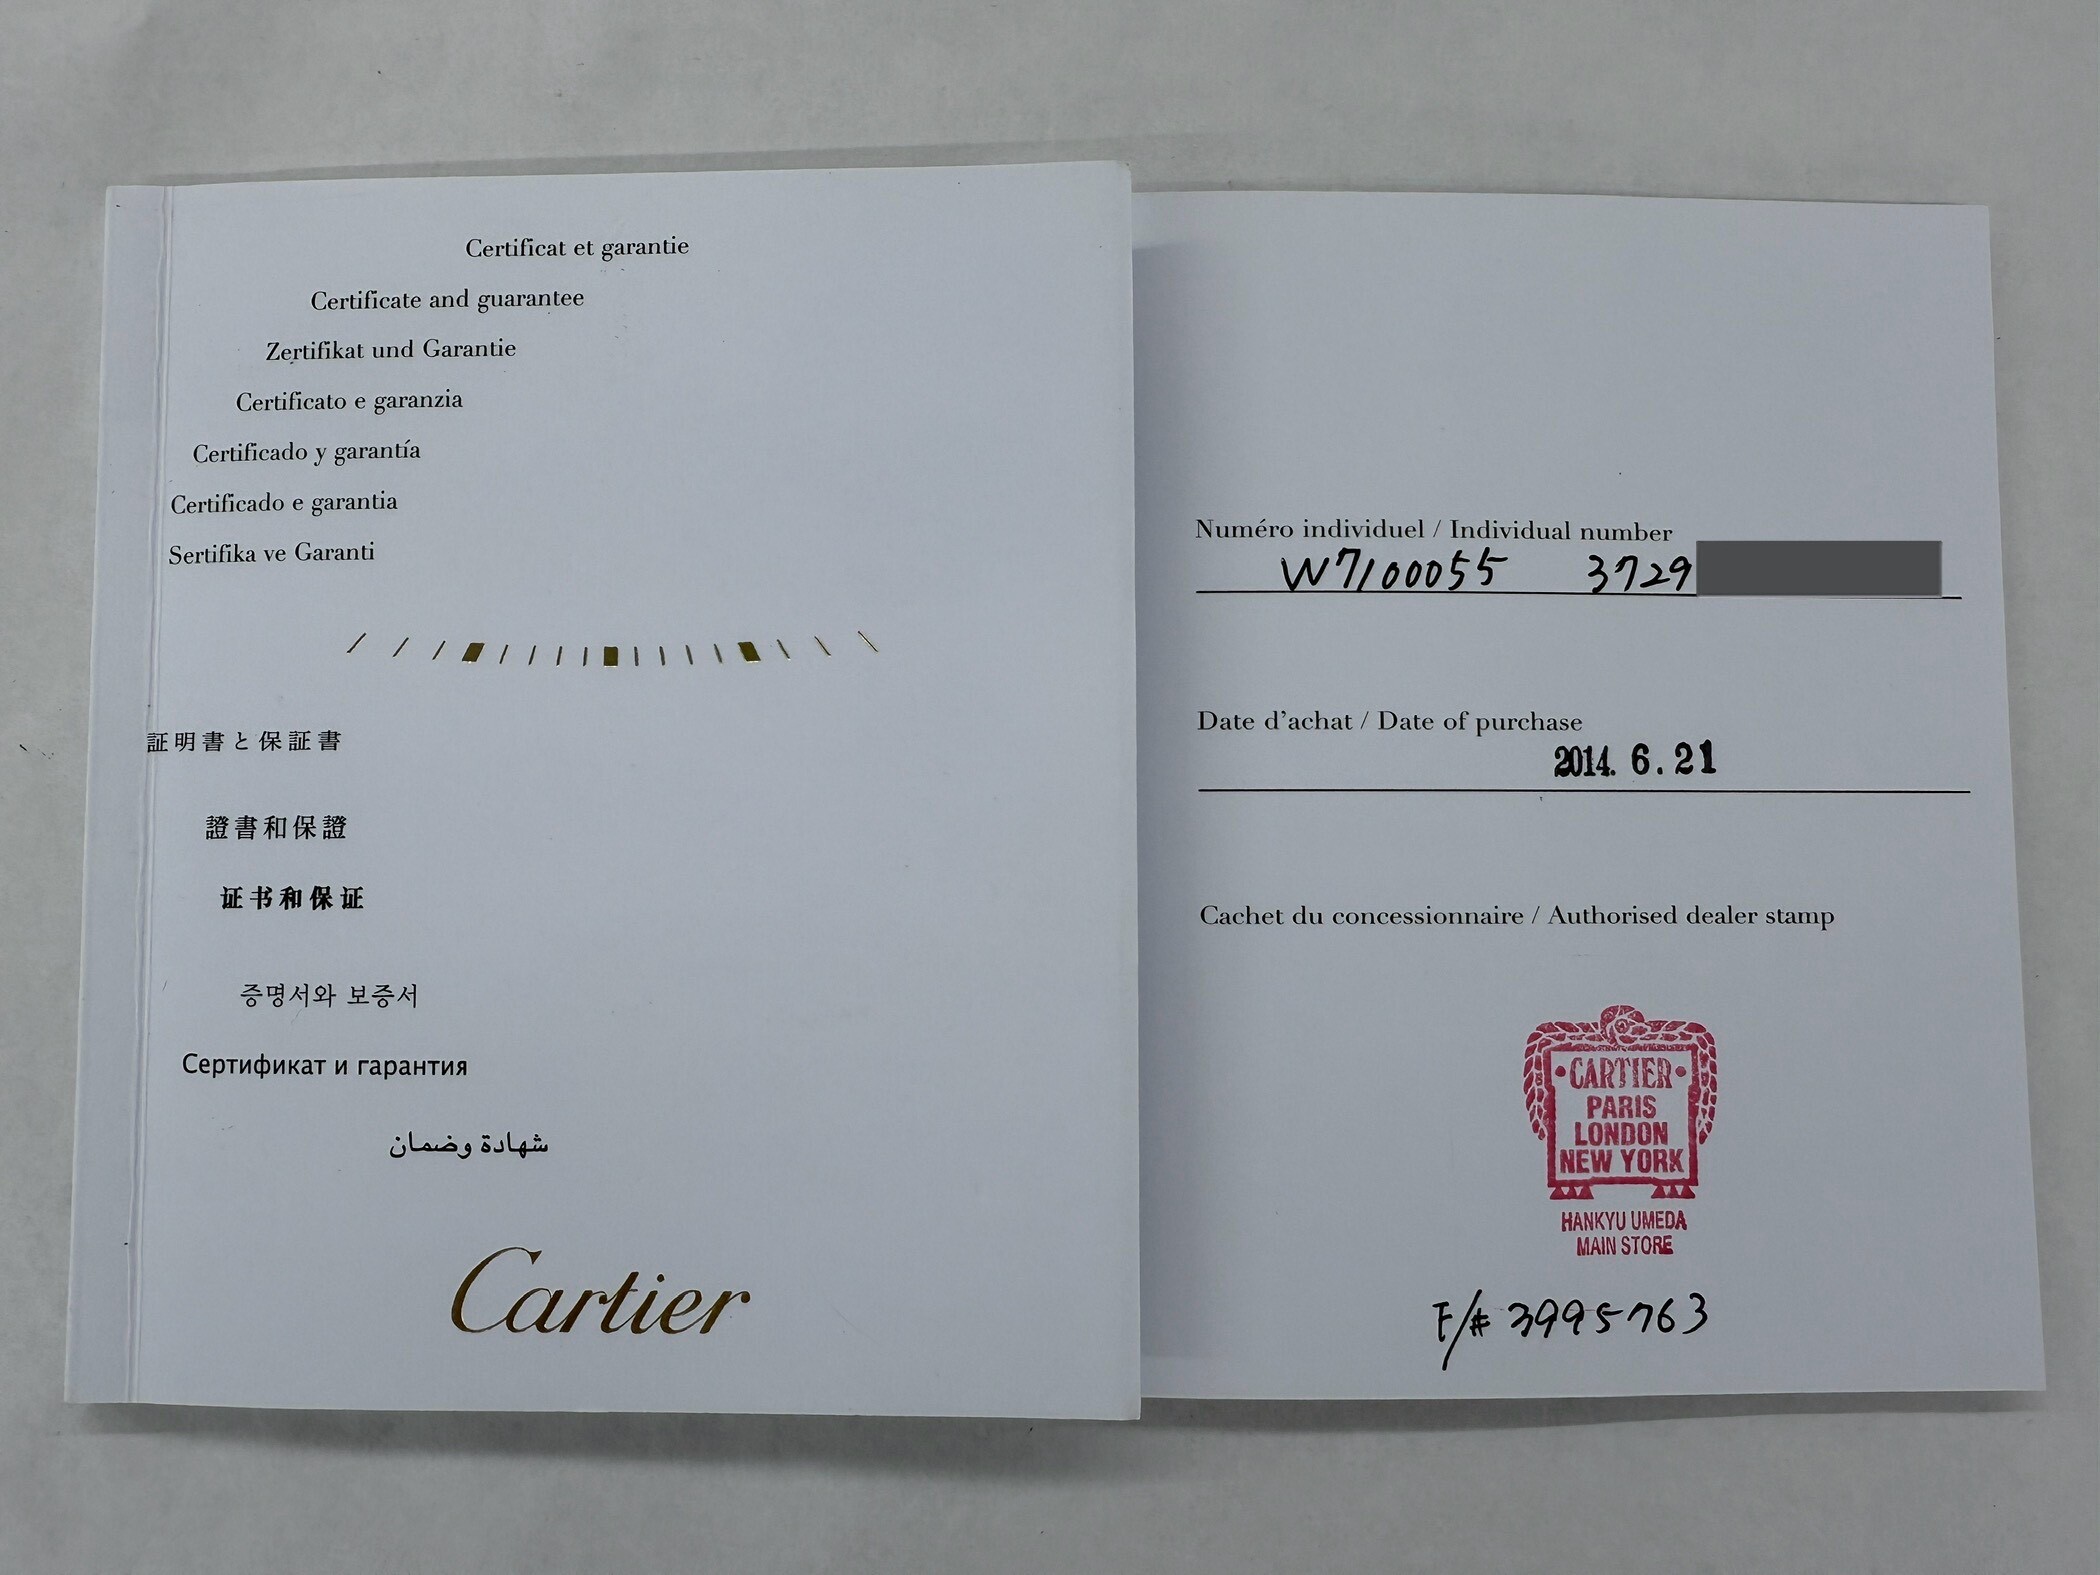 Certificat et garantie
Certificate and guarantee
Zertifikat und Garantie
Certificato e garanzia
Certificado y garantía
Certificado e garantia
Sertifika ve Garanti
証明書と保証書
證書和保證
证书和保证
증명서와 보증서
Сертификат и гарантия
شهادة وضمان
Cartier
Numéro individuel / Individual number
W7100055 3729
Date d'achat / Date of purchase
2014. 6. 21
Cachet du concessionnaire / Authorised dealer stamp
CARTIER
PARIS
LONDON
NEW YORK
HANKYU UMEDA
MAIN STORE
F/# 3995763